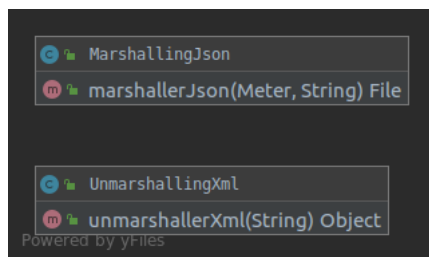 MarshallingJson
marshallerJson(Meter, String) File
UnmarshallingXml
unmarshallerXml(String) Object
Powered by yFiles